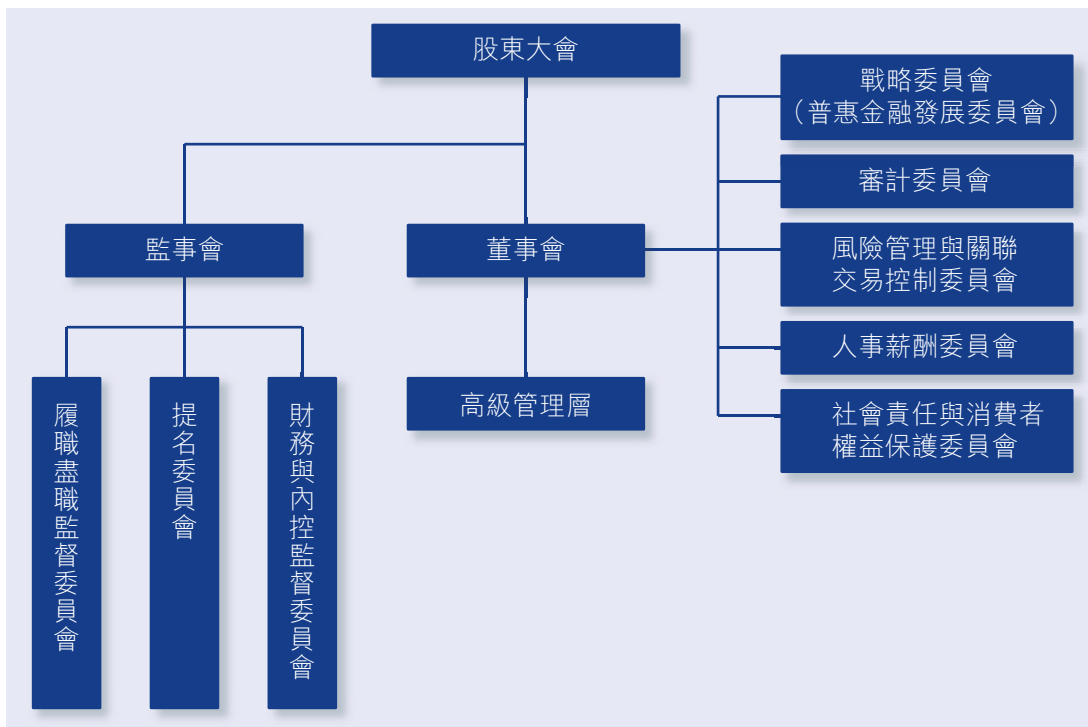 股東大會
戰略委員會
（普惠金融發展委員會）
審計委員會
監事會
董事會
風險管理與關聯
交易控制委員會
人事薪酬委員會
高級管理層
社會責任與消費者
權益保護委員會
履職盡職監督委員會
提名委員會
財務與內控監督委員會